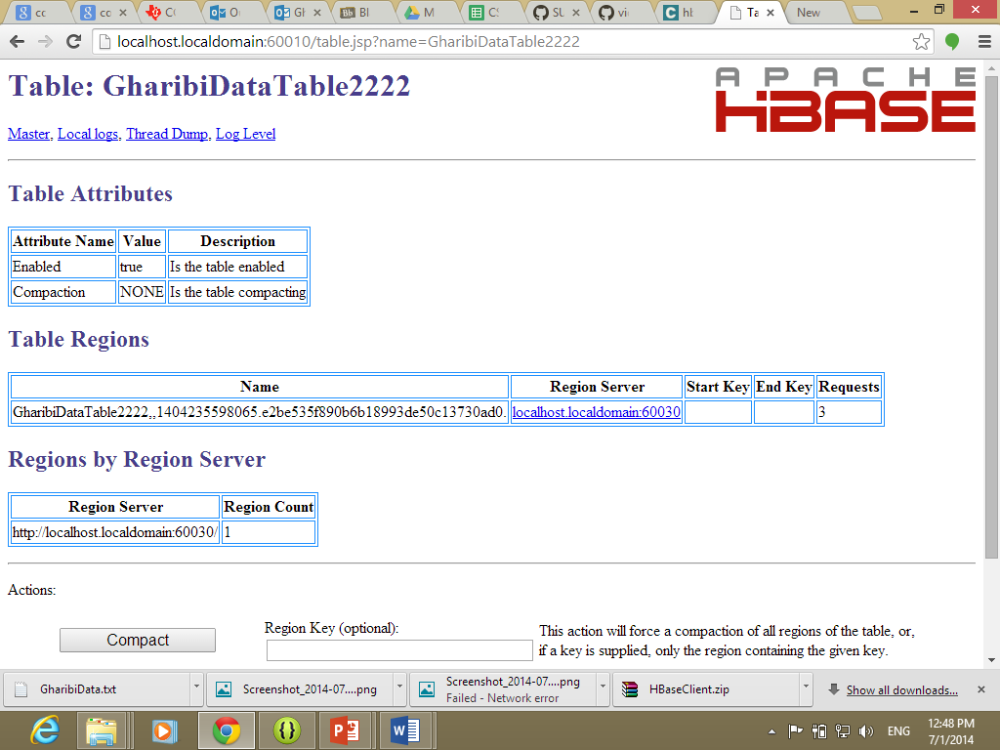 cc
co
CC
O
GH
Bl
M
CS
SU
vi
ht
Ta
New
localhost.localdomain:60010/table.jsp?name=GharibiDataTable2222
Table: GharibiDataTable2222
APACHE
HBASE
Master, Local logs, Thread Dump, Log Level
Table Attributes
Attribute Name Value Description
Enabled true Is the table enabled
Compaction NONE Is the table compacting
Table Regions
Name Region Server Start Key End Key Requests
GharibiDataTable2222,,1404235598065.e2be535f890b6b18993de50c13730ad0. localhost.localdomain:60030 3
Regions by Region Server
Region Server Region Count
http://localhost.localdomain:60030/ 1
Actions:
Compact
Region Key (optional):
This action will force a compaction of all regions of the table, or,
if a key is supplied, only the region containing the given key.
GharibiData.txt
Screenshot_2014-07....png
Screenshot_2014-07....png
Failed - Network error
HBaseClient.zip
Show all downloads...
ENG
12:48 PM
7/1/2014